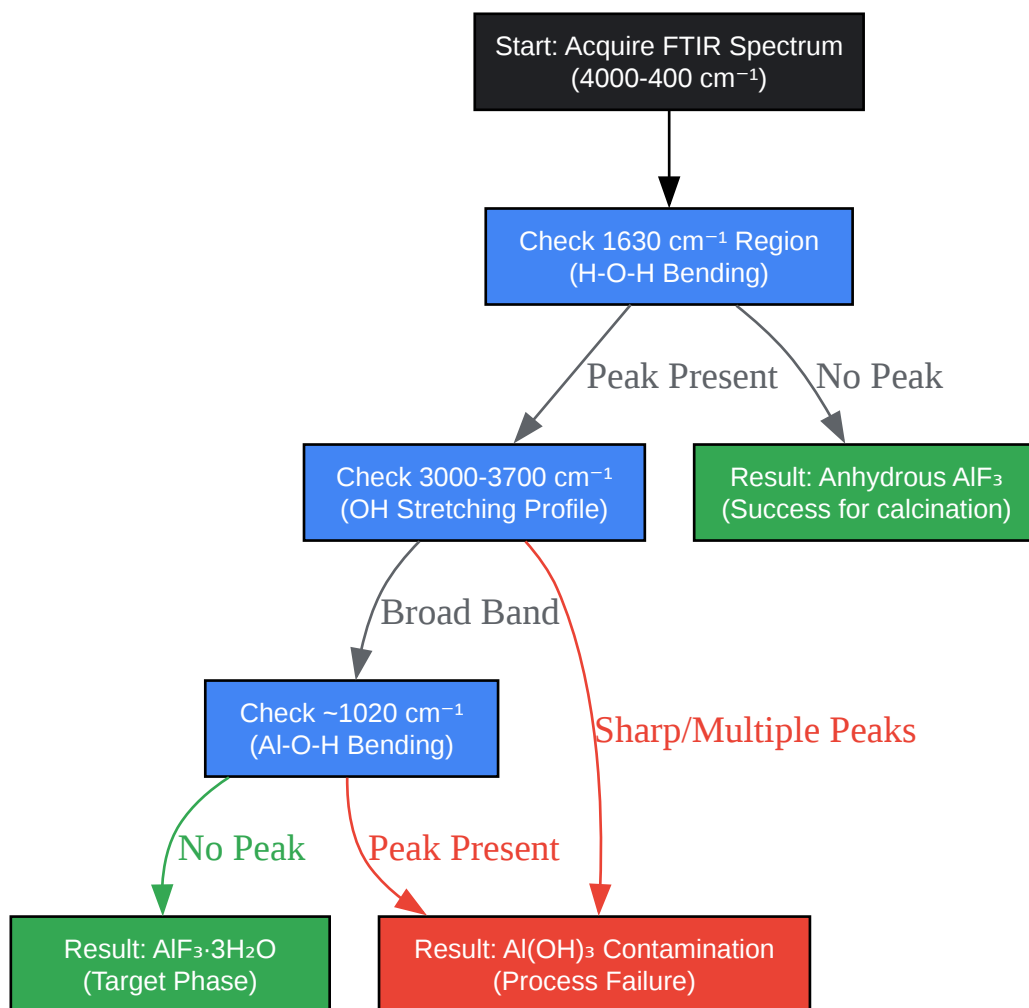 Start: Acquire FTIR Spectrum
(4000-400 cm⁻¹)
Check 1630 cm⁻¹ Region
(H-O-H Bending)
Peak Present
No Peak
Check 3000-3700 cm⁻¹
(OH Stretching Profile)
Result: Anhydrous AlF₃
(Success for calcination)
Broad Band
Check ~1020 cm⁻¹
(Al-O-H Bending)
Sharp/Multiple Peaks
No Peak
Peak Present
Result: AlF₃·3H₂O
(Target Phase)
Result: Al(OH)₃ Contamination
(Process Failure)